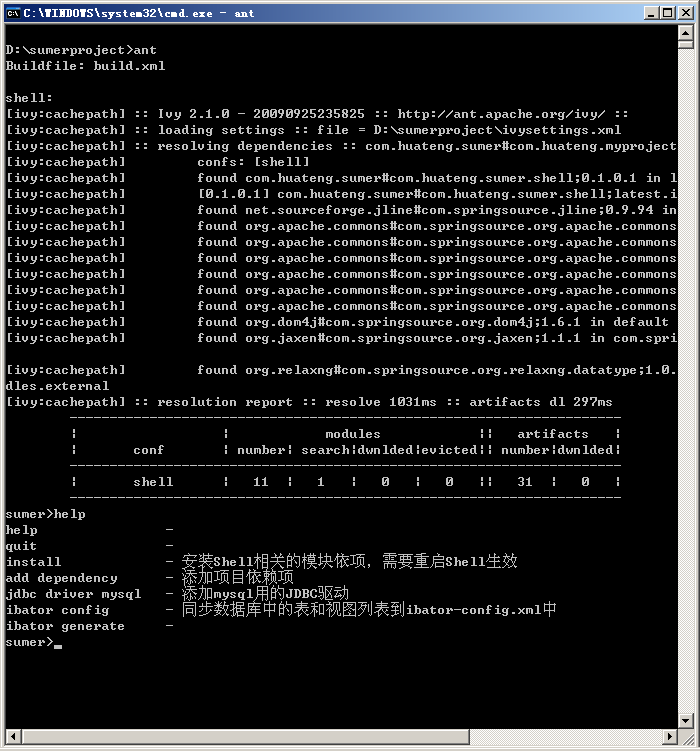 C:\WINDOWS\system32\cmd.exe - ant
D:\sumerproject>ant
Buildfile: build.xml
shell:
[ivy:cachepath] :: Ivy 2.1.0 - 20090925235825 :: http://ant.apache.org/ivy/ ::
[ivy:cachepath] :: loading settings :: file = D:\sumerproject\ivysettings.xml
[ivy:cachepath] :: resolving dependencies :: com.huateng.sumer#com.huateng.myproject
[ivy:cachepath] confs: [shell]
[ivy:cachepath] found com.huateng.sumer#com.huateng.sumer.shell;0.1.0.1 in l
[ivy:cachepath] [0.1.0.1] com.huateng.sumer#com.huateng.sumer.shell;latest.i
[ivy:cachepath] found net.sourceforge.jline#com.springsource.jline;0.9.94 in
[ivy:cachepath] found org.apache.commons#com.springsource.org.apache.commons
[ivy:cachepath] found org.apache.commons#com.springsource.org.apache.commons
[ivy:cachepath] found org.apache.commons#com.springsource.org.apache.commons
[ivy:cachepath] found org.apache.commons#com.springsource.org.apache.commons
[ivy:cachepath] found org.apache.commons#com.springsource.org.apache.commons
[ivy:cachepath] found org.apache.commons#com.springsource.org.apache.commons
[ivy:cachepath] found org.dom4j#com.springsource.org.dom4j;1.6.1 in default
[ivy:cachepath] found org.jaxen#com.springsource.org.jaxen;1.1.1 in com.spri
[ivy:cachepath] found org.relaxng#com.springsource.org.relaxng.datatype;1.0.
dles.external
[ivy:cachepath] :: resolution report :: resolve 1031ms :: artifacts dl 297ms
---------------------------------------------------------------------
| | modules || artifacts |
| conf | number| search|dwnlded|evicted|| number|dwnlded|
---------------------------------------------------------------------
| shell | 11 | 1 | 0 | 0 || 31 | 0 |
---------------------------------------------------------------------
sumer>help
help -
quit -
install - 安装Shell相关的模块依项，需要重启Shell生效
add dependency - 添加项目依赖项
jdbc driver mysql - 添加mysql用的JDBC驱动
ibator config - 同步数据库中的表和视图列表到ibator-config.xml中
ibator generate -
sumer>_